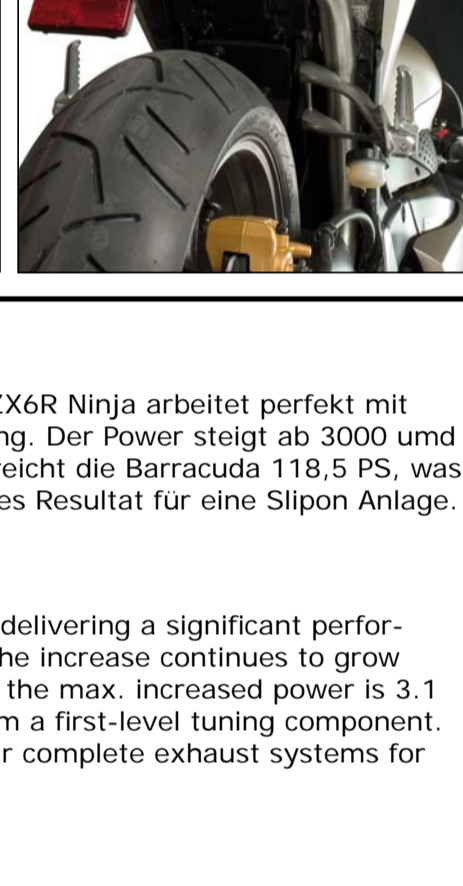 ZX6R Ninja arbeitet perfekt mit
ng. Der Power steigt ab 3000 umd
reicht die Barracuda 118,5 PS, was
es Resultat für eine Slipon Anlage.
delivering a significant perfor-
he increase continues to grow
the max. increased power is 3.1
m a first-level tuning component.
r complete exhaust systems for